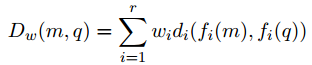 D_w(m, q) = \sum_{i=1}^{r} w_i d_i(f_i(m), f_i(q))